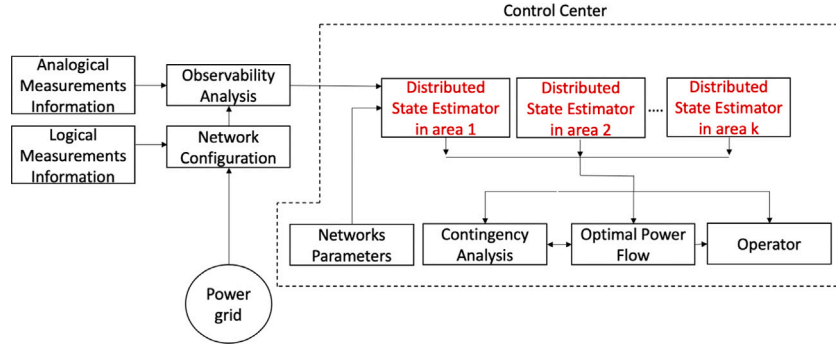 Control Center
Analogical
Measurements
Information
Observability
Analysis
Distributed
State Estimator
in area 1
Distributed
State Estimator
in area 2
....
Distributed
State Estimator
in area k
Logical
Measurements
Information
Network
Configuration
Networks
Parameters
Contingency
Analysis
Optimal Power
Flow
Operator
Power
grid